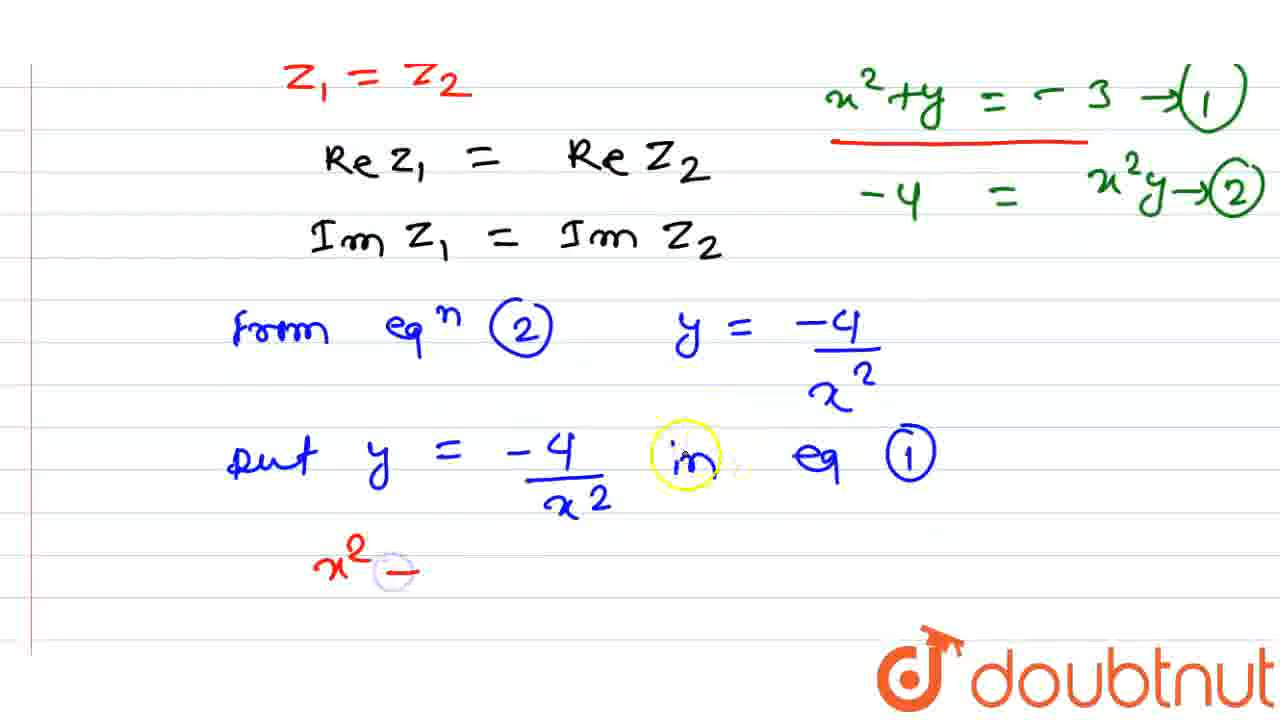 Z₁ = Z₂
Re Z₁ = Re Z₂
Im Z₁ = Im Z₂
x² + y = - 3 → ①
- 4 = x²y → ②
From eqⁿ ② y = -4/x²
put y = -4/x² in eq ①
x² -
doubtnut